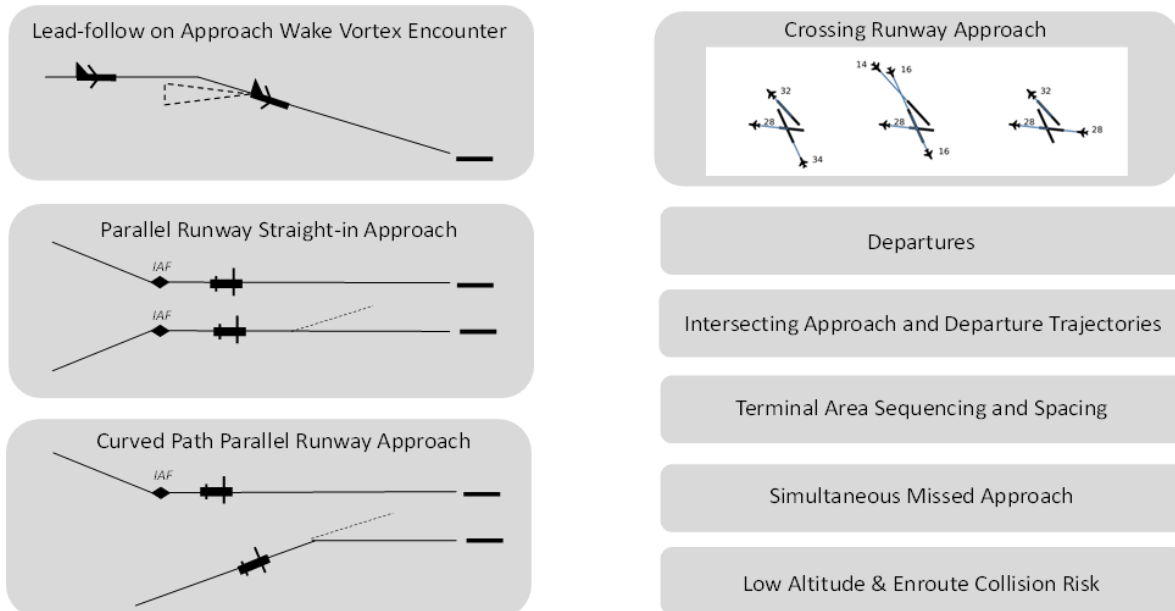 Lead-follow on Approach Wake Vortex Encounter
Parallel Runway Straight-in Approach
IAF
IAF
Curved Path Parallel Runway Approach
IAF
Crossing Runway Approach
32
28
34
14
16
28
16
32
28
28
Departures
Intersecting Approach and Departure Trajectories
Terminal Area Sequencing and Spacing
Simultaneous Missed Approach
Low Altitude & Enroute Collision Risk